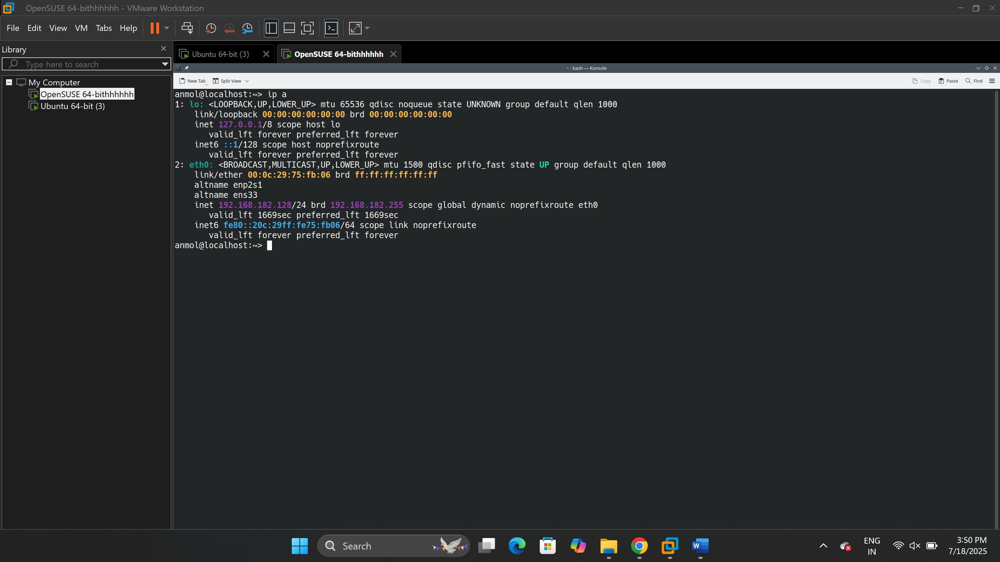 OpenSUSE 64-bithhhhhh - VMware Workstation
File Edit View VM Tabs Help
Library
Type here to search
My Computer
OpenSUSE 64-bithhhhhh
Ubuntu 64-bit (3)
Ubuntu 64-bit (3) OpenSUSE 64-bithhhhhh
~ : bash — Konsole
New Tab Split View Copy Paste Find
anmol@localhost:~> ip a
1: lo: <LOOPBACK,UP,LOWER_UP> mtu 65536 qdisc noqueue state UNKNOWN group default qlen 1000
    link/loopback 00:00:00:00:00:00 brd 00:00:00:00:00:00
    inet 127.0.0.1/8 scope host lo
       valid_lft forever preferred_lft forever
    inet6 ::1/128 scope host noprefixroute
       valid_lft forever preferred_lft forever
2: eth0: <BROADCAST,MULTICAST,UP,LOWER_UP> mtu 1500 qdisc pfifo_fast state UP group default qlen 1000
    link/ether 00:0c:29:75:fb:06 brd ff:ff:ff:ff:ff:ff
    altname enp2s1
    altname ens33
    inet 192.168.182.128/24 brd 192.168.182.255 scope global dynamic noprefixroute eth0
       valid_lft 1669sec preferred_lft 1669sec
    inet6 fe80::20c:29ff:fe75:fb06/64 scope link noprefixroute
       valid_lft forever preferred_lft forever
anmol@localhost:~>
Search
W
ENG
IN
3:50 PM
7/18/2025